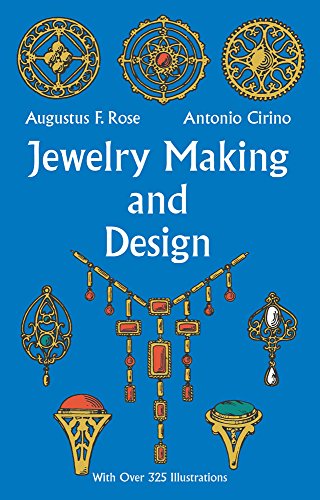 Augustus F. Rose Antonio Cirino
Jewelry Making
and
Design
With Over 325 Illustrations